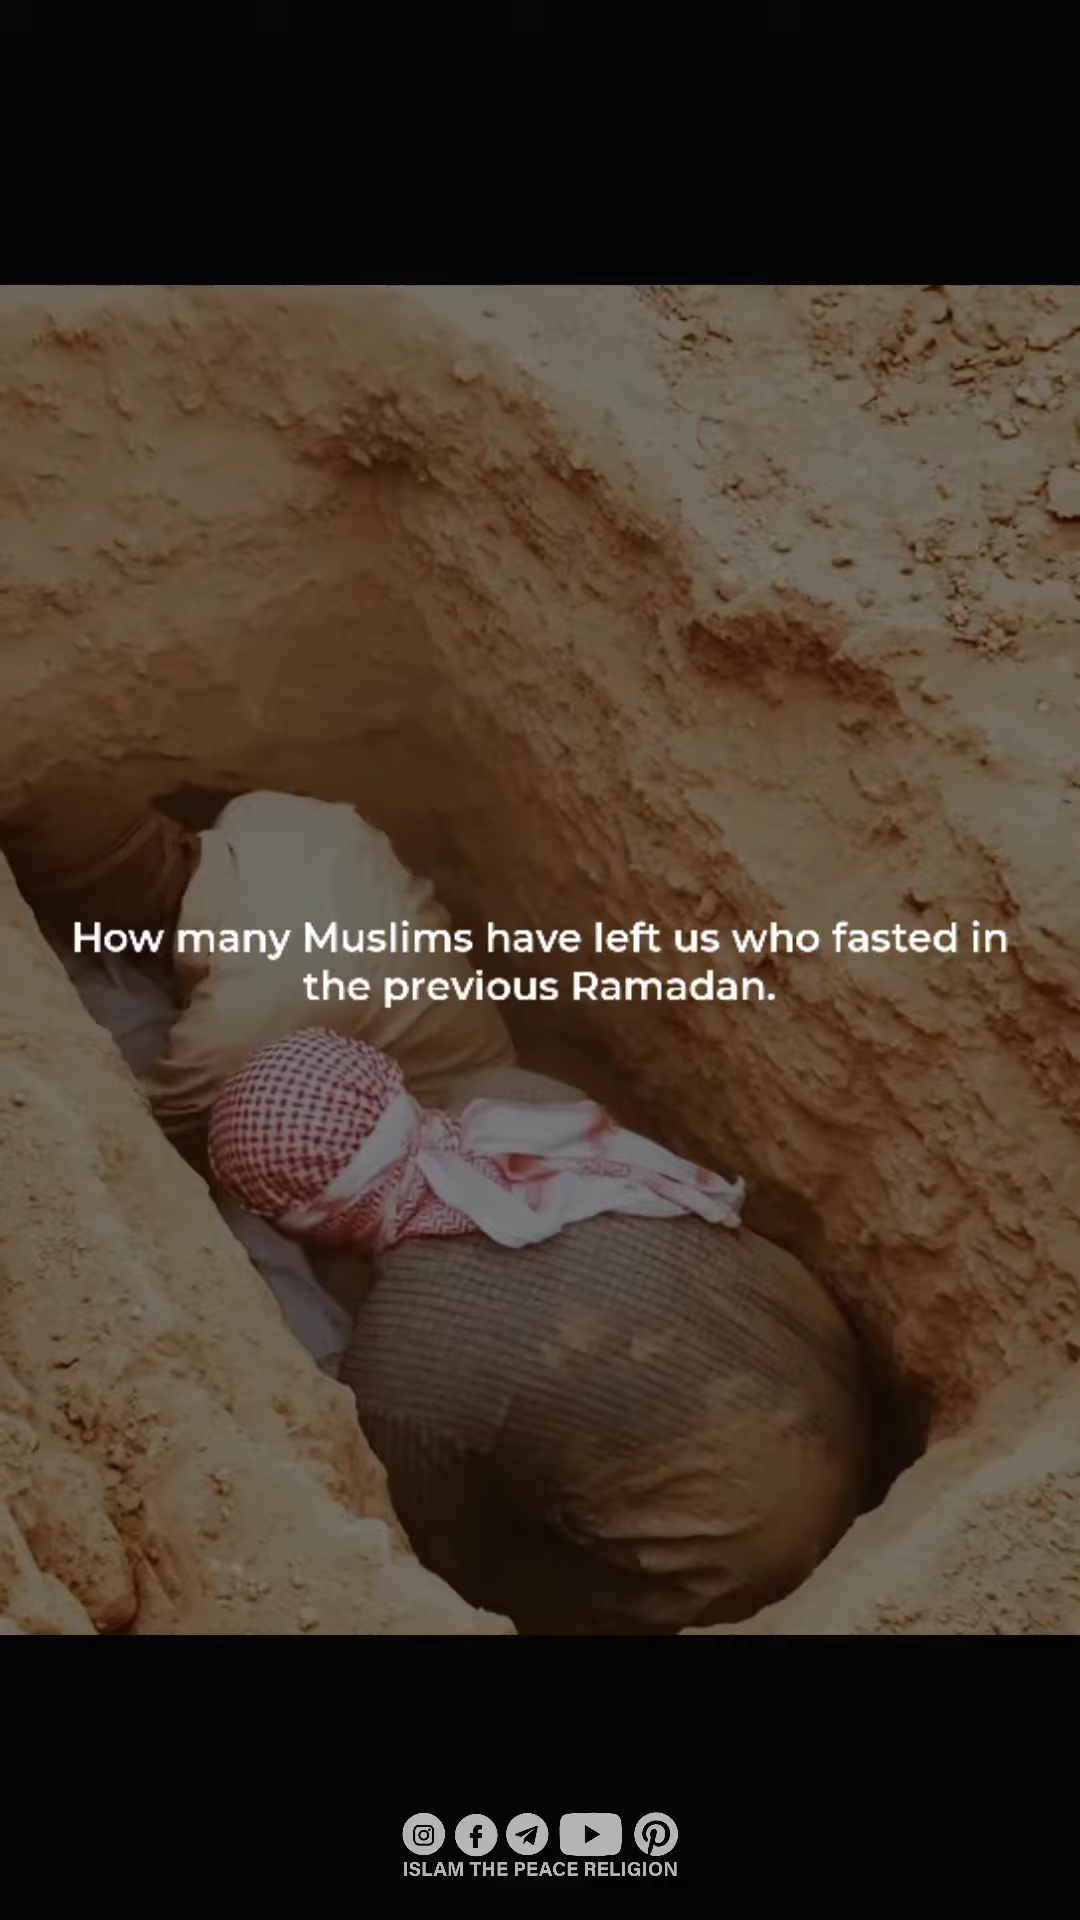 How many Muslims have left us who fasted in
the previous Ramadan.
ISLAM THE PEACE RELIGION